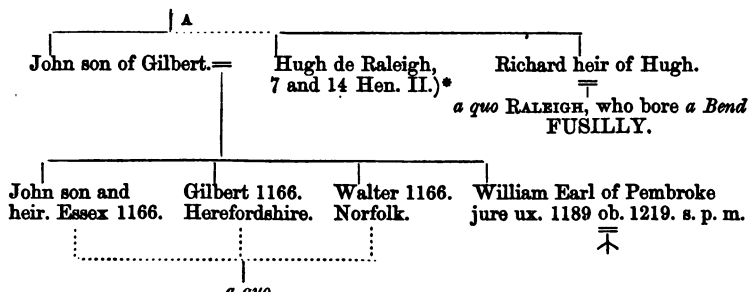 A
John son of Gilbert.=
Hugh de Raleigh,
7 and 14 Hen. II.)*
Richard heir of Hugh.
a quo RALEIGH, who bore a Bend
FUSILLY.
John son and
heir. Essex 1166.
Gilbert 1166.
Herefordshire.
Walter 1166.
Norfolk.
William Earl of Pembroke
jure ux. 1189 ob. 1219. s. p. m.
a quo